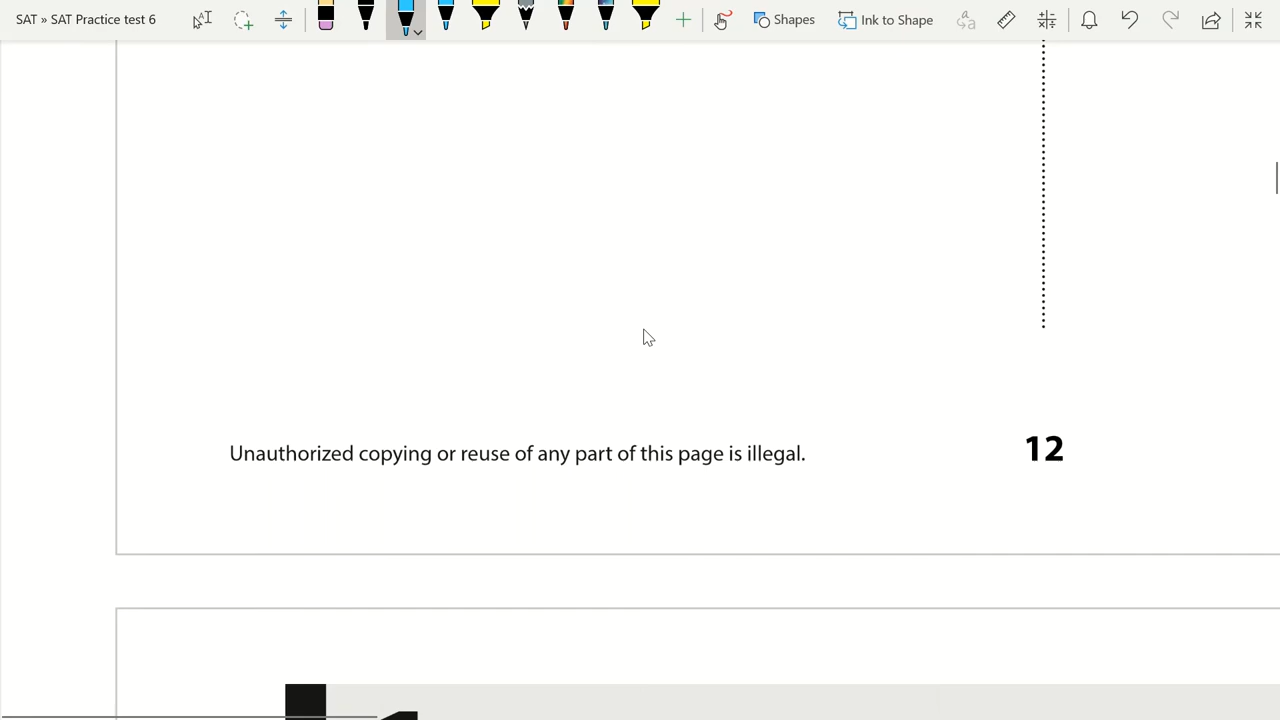 SAT » SAT Practice test 6
Shapes
Ink to Shape
Unauthorized copying or reuse of any part of this page is illegal.
12